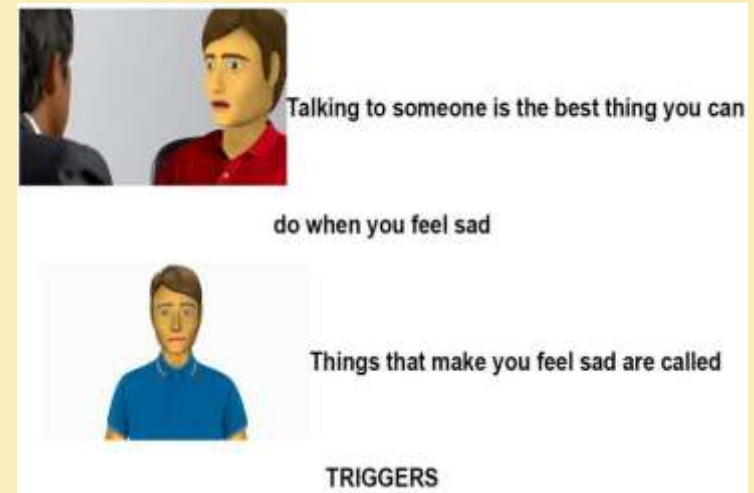 Talking to someone is the best thing you can
do when you feel sad
Things that make you feel sad are called
TRIGGERS